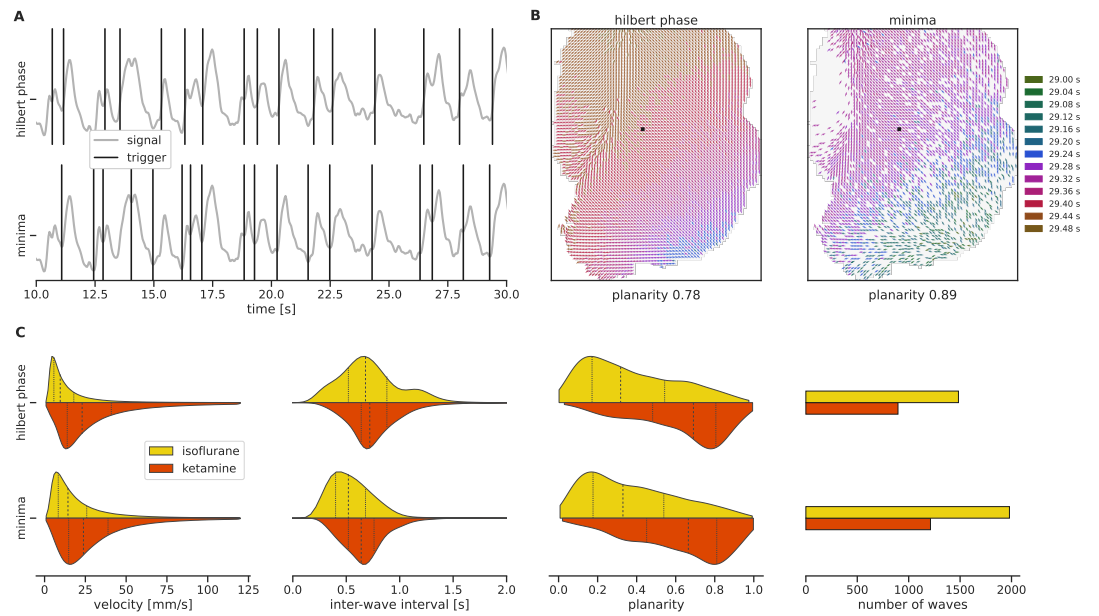 A
hilbert phase
signal
trigger
minima
10.0 12.5 15.0 17.5 20.0 22.5 25.0 27.5 30.0
time [s]
B
hilbert phase
minima
planarity 0.78
planarity 0.89
29.00 s
29.04 s
29.08 s
29.12 s
29.16 s
29.20 s
29.24 s
29.28 s
29.32 s
29.36 s
29.40 s
29.44 s
29.48 s
C
hilbert phase
isoflurane
ketamine
minima
0 25 50 75 100 125
velocity [mm/s]
0.0 0.5 1.0 1.5 2.0
inter-wave interval [s]
0.0 0.2 0.4 0.6 0.8 1.0
planarity
0 500 1000 1500 2000
number of waves